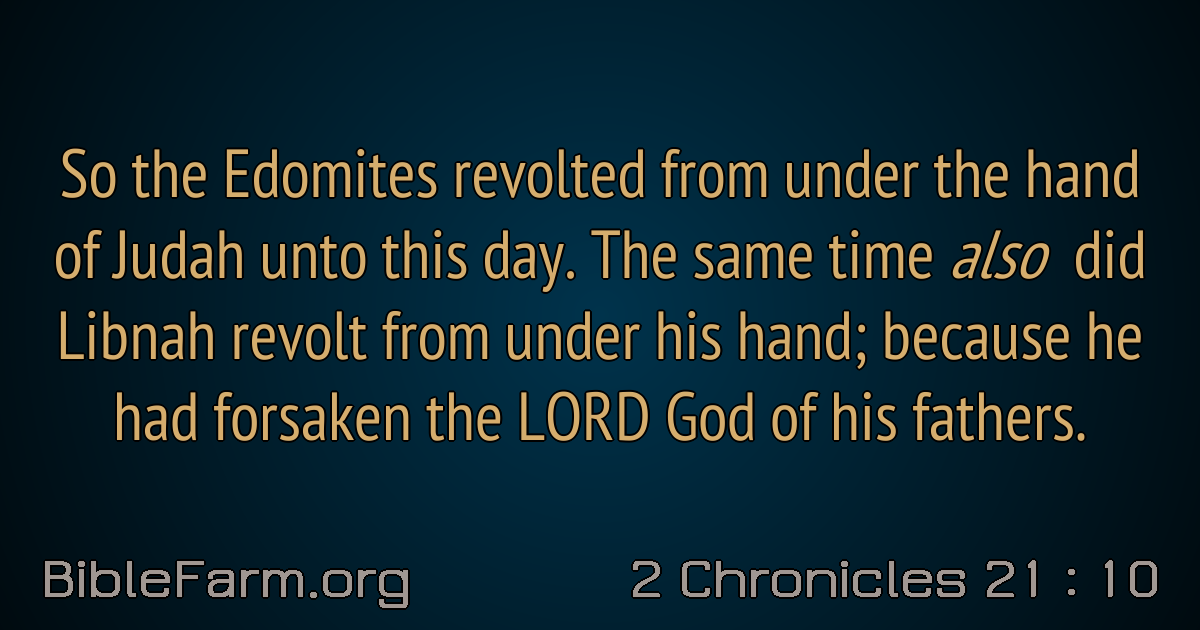 So the Edomites revolted from under the hand
of Judah unto this day. The same time also did
Libnah revolt from under his hand; because he
had forsaken the LORD God of his fathers.
BibleFarm.org
2 Chronicles 21 : 10